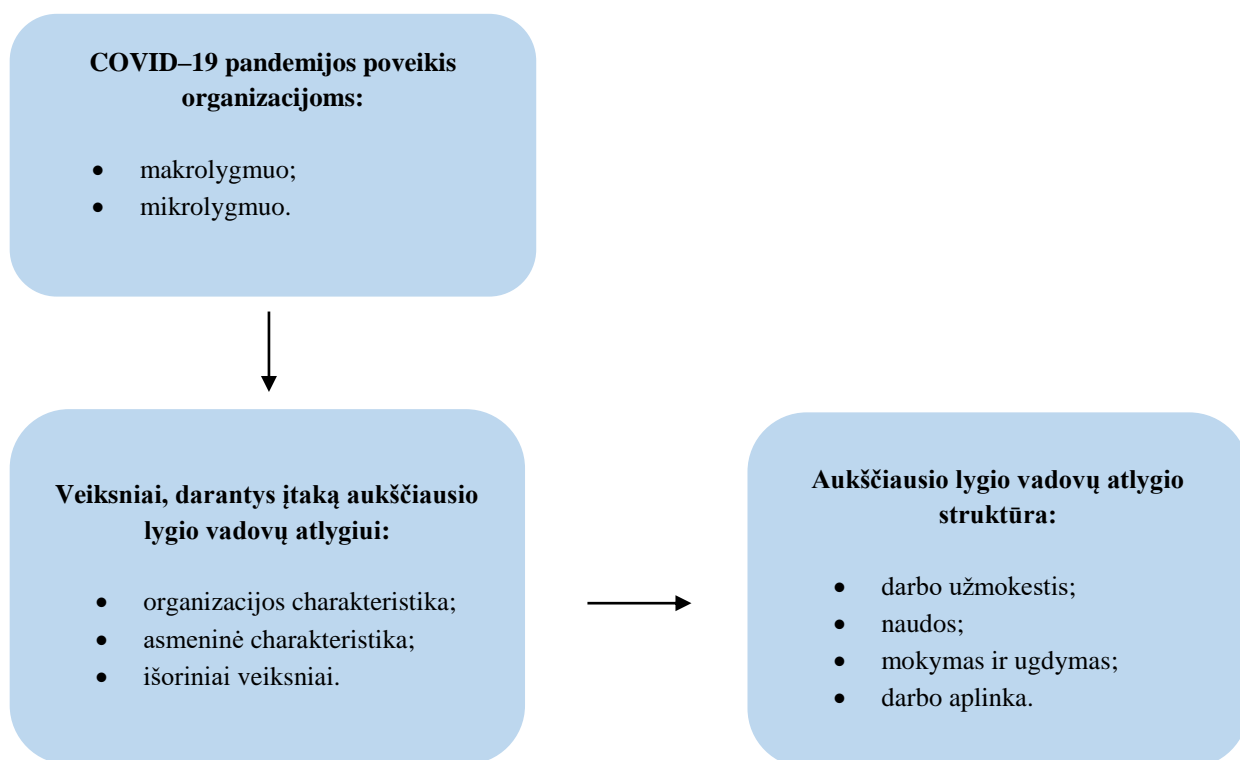 COVID–19 pandemijos poveikis
organizacijoms:
• makrolygmuo;
• mikrolygmuo.
Veiksniai, darantys įtaką aukščiausio
lygio vadovų atlygiui:
• organizacijos charakteristika;
• asmeninė charakteristika;
• išoriniai veiksniai.
Aukščiausio lygio vadovų atlygio
struktūra:
• darbo užmokestis;
• naudos;
• mokymas ir ugdymas;
• darbo aplinka.